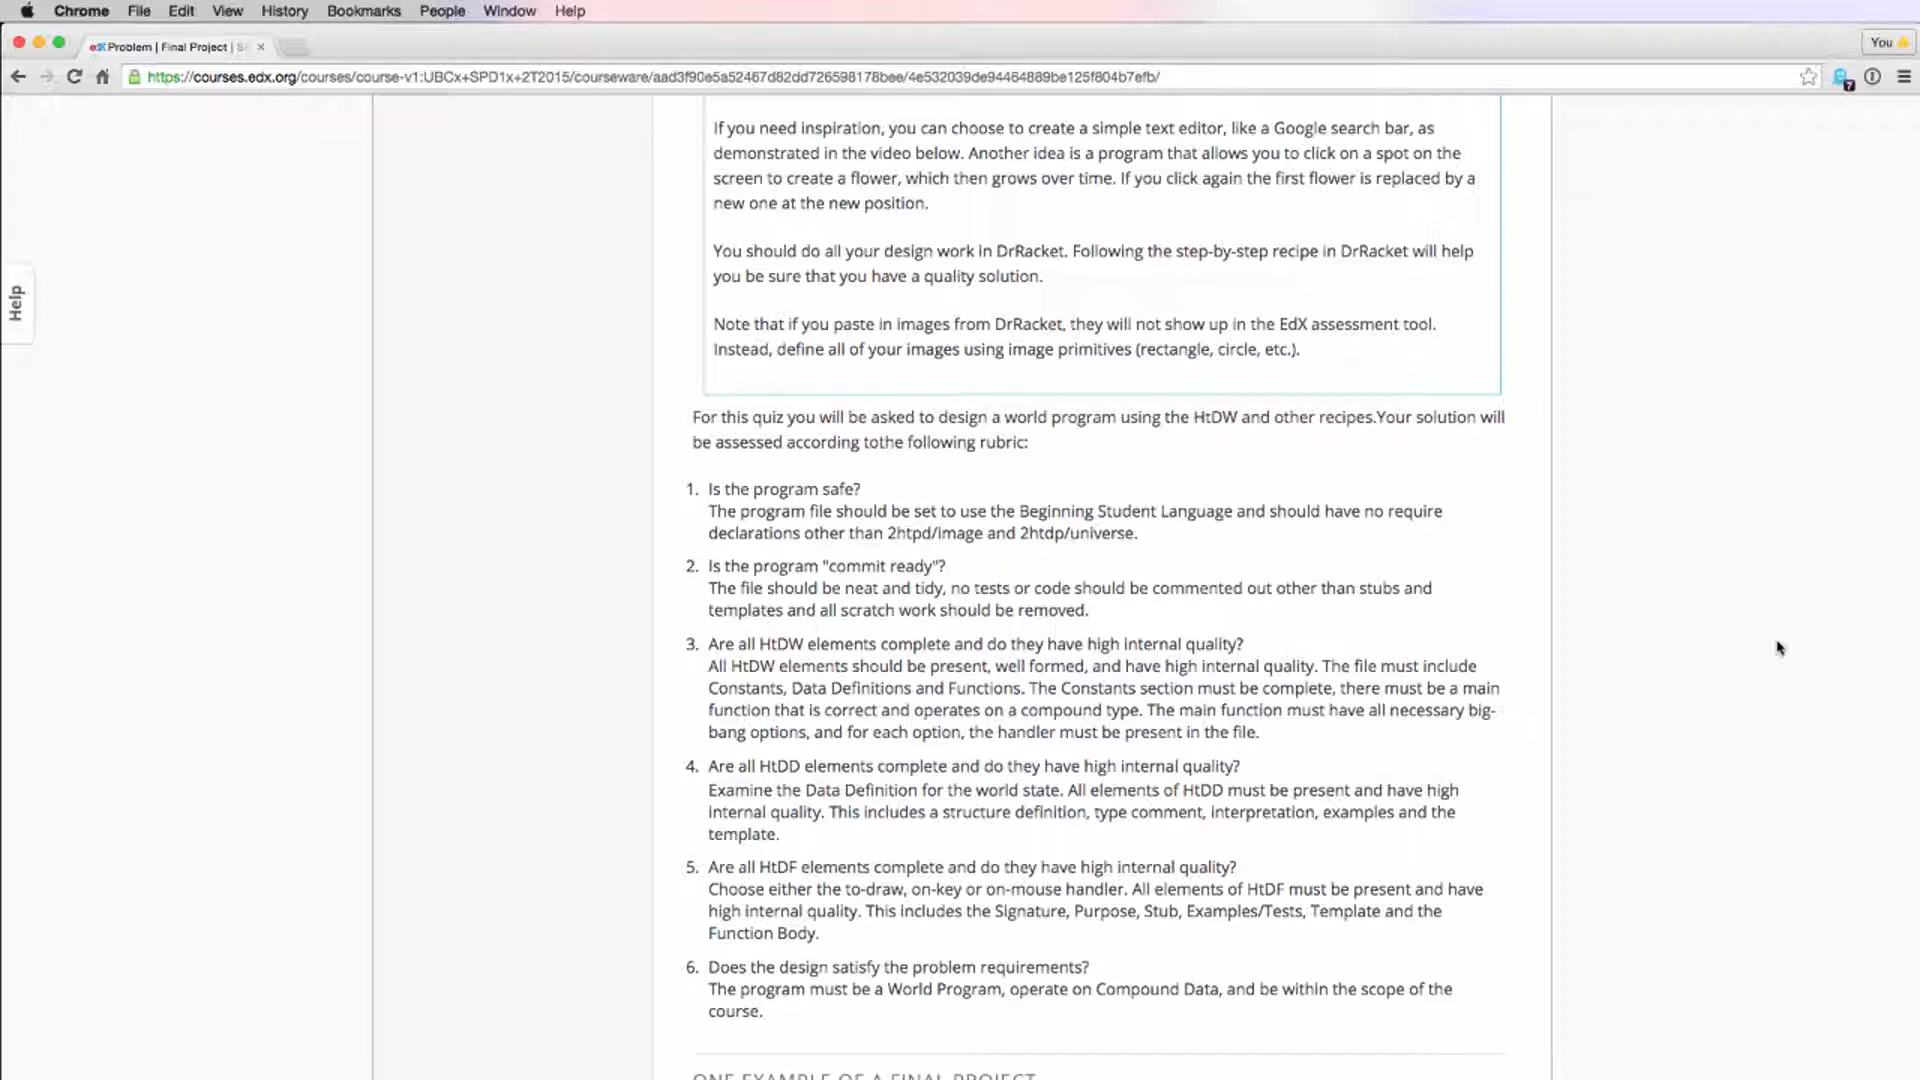 Chrome File Edit View History Bookmarks People Window Help
edX Problem | Final Project |
You
https://courses.edx.org/courses/course-v1:UBCx+SPD1x+2T2015/courseware/aad3f90e5a52467d82dd726598178bee/4e532039de94464889be125f804b7efb/
7
Help
If you need inspiration, you can choose to create a simple text editor, like a Google search bar, as
demonstrated in the video below. Another idea is a program that allows you to click on a spot on the
screen to create a flower, which then grows over time. If you click again the first flower is replaced by a
new one at the new position.
You should do all your design work in DrRacket. Following the step-by-step recipe in DrRacket will help
you be sure that you have a quality solution.
Note that if you paste in images from DrRacket, they will not show up in the EdX assessment tool.
Instead, define all of your images using image primitives (rectangle, circle, etc.).
For this quiz you will be asked to design a world program using the HtDW and other recipes.Your solution will
be assessed according tothe following rubric:
1. Is the program safe?
The program file should be set to use the Beginning Student Language and should have no require
declarations other than 2htpd/image and 2htdp/universe.
2. Is the program "commit ready"?
The file should be neat and tidy, no tests or code should be commented out other than stubs and
templates and all scratch work should be removed.
3. Are all HtDW elements complete and do they have high internal quality?
All HtDW elements should be present, well formed, and have high internal quality. The file must include
Constants, Data Definitions and Functions. The Constants section must be complete, there must be a main
function that is correct and operates on a compound type. The main function must have all necessary big-
bang options, and for each option, the handler must be present in the file.
4. Are all HtDD elements complete and do they have high internal quality?
Examine the Data Definition for the world state. All elements of HtDD must be present and have high
internal quality. This includes a structure definition, type comment, interpretation, examples and the
template.
5. Are all HtDF elements complete and do they have high internal quality?
Choose either the to-draw, on-key or on-mouse handler. All elements of HtDF must be present and have
high internal quality. This includes the Signature, Purpose, Stub, Examples/Tests, Template and the
Function Body.
6. Does the design satisfy the problem requirements?
The program must be a World Program, operate on Compound Data, and be within the scope of the
course.
ONE EXAMPLE OF A FINAL PROJECT